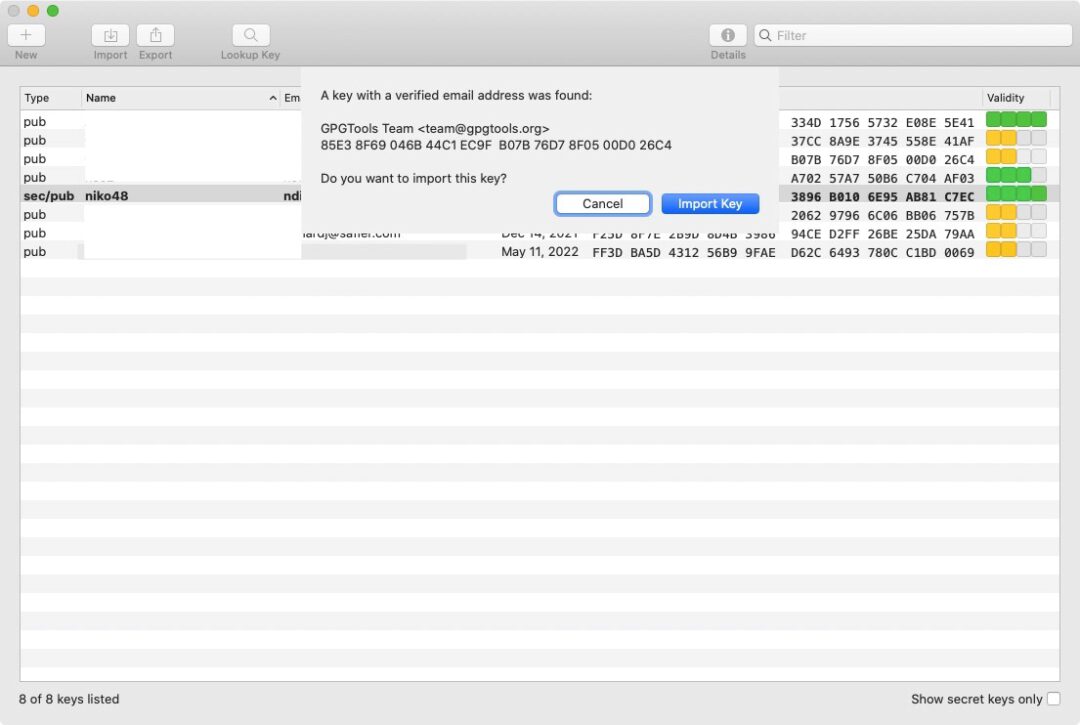 New
Import
Export
Lookup Key
Details
Filter
Type Name Em Validity
A key with a verified email address was found:
GPGTools Team <team@gpgtools.org>
85E3 8F69 046B 44C1 EC9F B07B 76D7 8F05 00D0 26C4
Do you want to import this key?
Cancel
Import Key
pub 334D 1756 5732 E08E 5E41
pub 37CC 8A9E 3745 558E 41AF
pub B07B 76D7 8F05 00D0 26C4
pub A702 57A7 50B6 C704 AF03
sec/pub niko48 ndi 3896 B010 6E95 AB81 C7EC
pub 2062 9796 6C06 BB06 757B
pub Dec 14, 2021 F25D 8F7E 2B9D 8D4B 3986 94CE D2FF 26BE 25DA 79AA
pub May 11, 2022 FF3D BA5D 4312 56B9 9FAE D62C 6493 780C C1BD 0069
8 of 8 keys listed
Show secret keys only